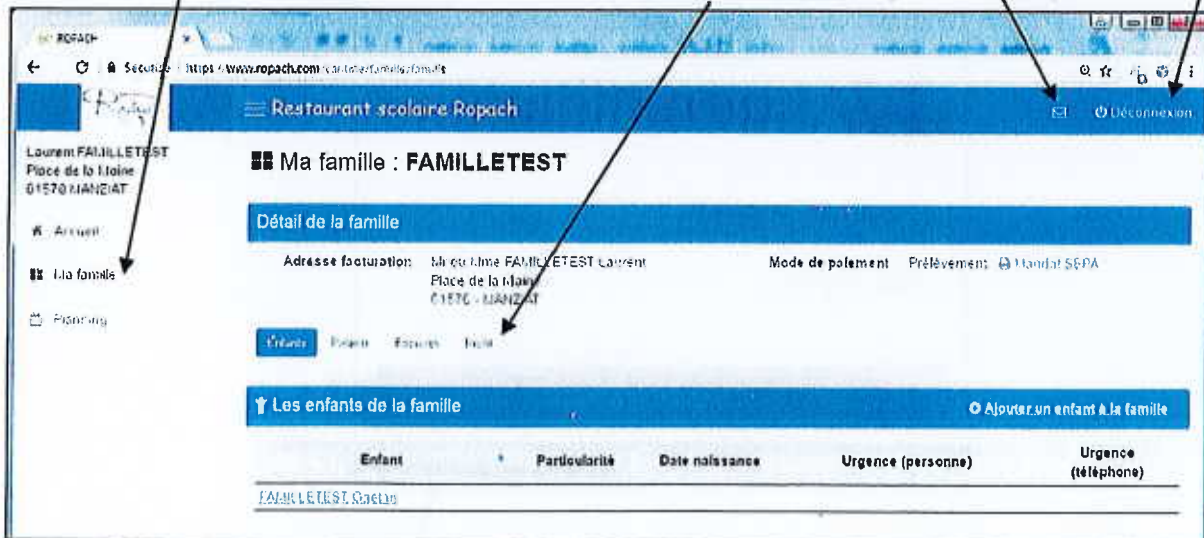 ROPACH
Sécurisé https://www.ropach.com
Restaurant scolaire Ropach
Déconnexion
Laurent FAMILLETEST
Place de la Mairie
01570 MANZIAT
Accueil
Ma famille
Planning
Ma famille : FAMILLETEST
Détail de la famille
Adresse facturation Mr ou Mme FAMILLETEST Laurent
Place de la Mairie
01570 - MANZIAT
Mode de paiement Prélèvement Mandat SEPA
Enfants
Les enfants de la famille
Ajouter un enfant à la famille
Enfant Particularité Date naissance Urgence (personne) Urgence (téléphone)
FAMILLETEST Gaetan